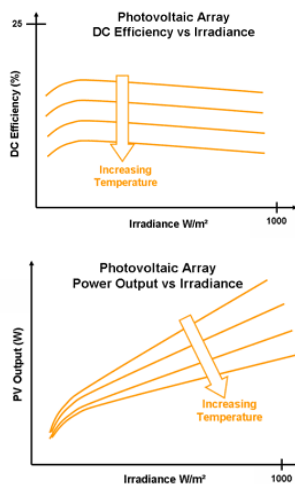 Photovoltaic Array
DC Efficiency vs Irradiance
25
DC Efficiency (%)
Increasing
Temperature
1000
Irradiance W/m²
Photovoltaic Array
Power Output vs Irradiance
PV Output (W)
Increasing
Temperature
1000
Irradiance W/m²